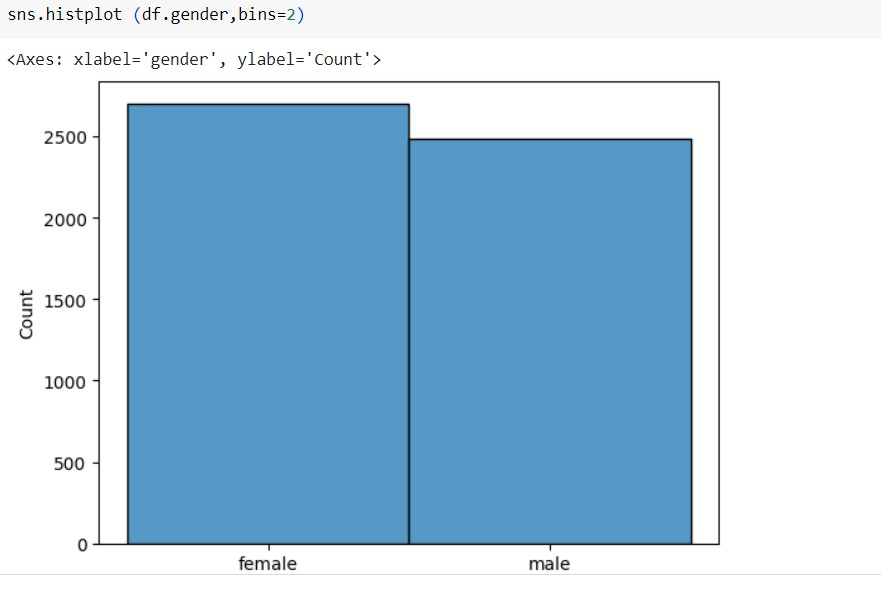 sns.histplot (df.gender,bins=2)
<Axes: xlabel='gender', ylabel='Count'>
2500
2000
1500
1000
500
0
Count
female male